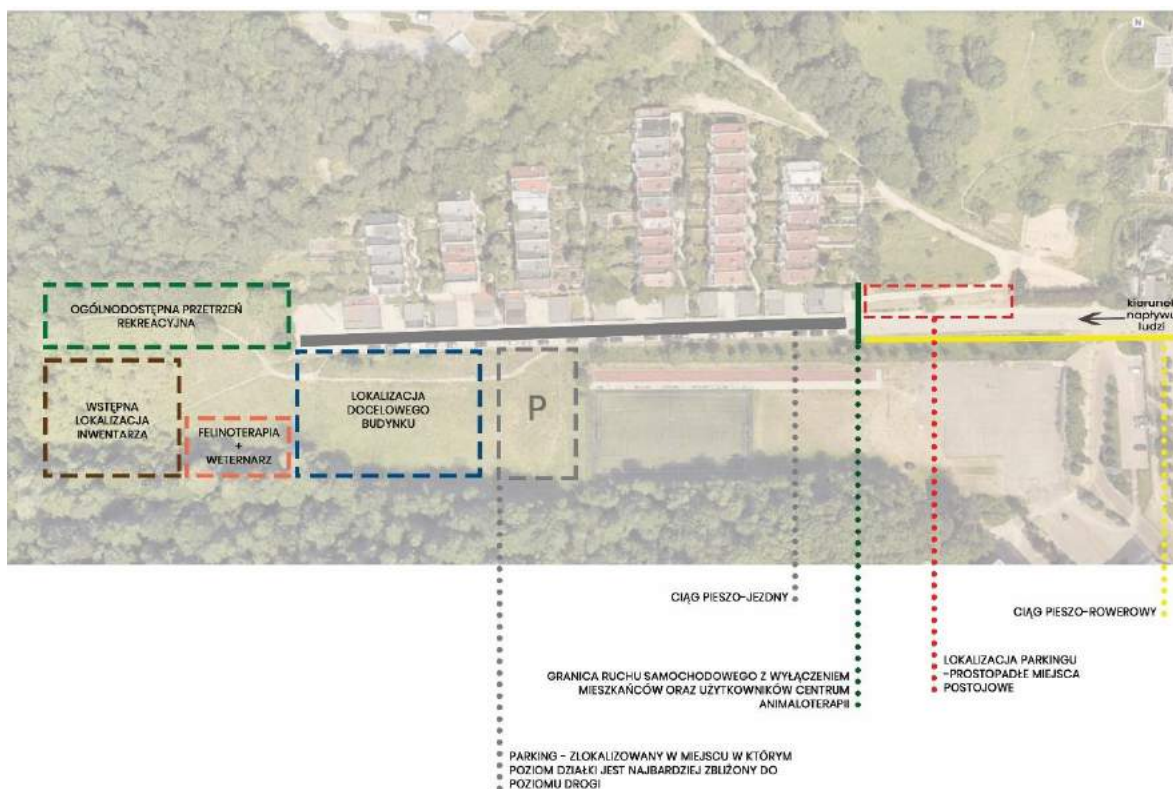 N
OGÓLNODOSTĘPNA PRZETRZEŃ
REKREACYJNA
kierunek
napływu
ludzi
WSTĘPNA
LOKALIZACJA
INWENTARZA
FELINOTERAPIA
+
WETERNARZ
LOKALIZACJA
DOCELOWEGO
BUDYNKU
P
CIĄG PIESZO-JEZDNY
CIĄG PIESZO-ROWEROWY
GRANICA RUCHU SAMOCHODOWEGO Z WYŁĄCZENIEM
MIESZKAŃCÓW ORAZ UŻYTKOWNIKÓW CENTRUM
ANIMALOTERAPII
LOKALIZACJA PARKINGU
-PROSTOPADŁE MIEJSCA
POSTOJOWE
PARKING - ZLOKALIZOWANY W MIEJSCU W KTÓRYM
POZIOM DZIAŁKI JEST NAJBARDZIEJ ZBLIŻONY DO
POZIOMU DROGI